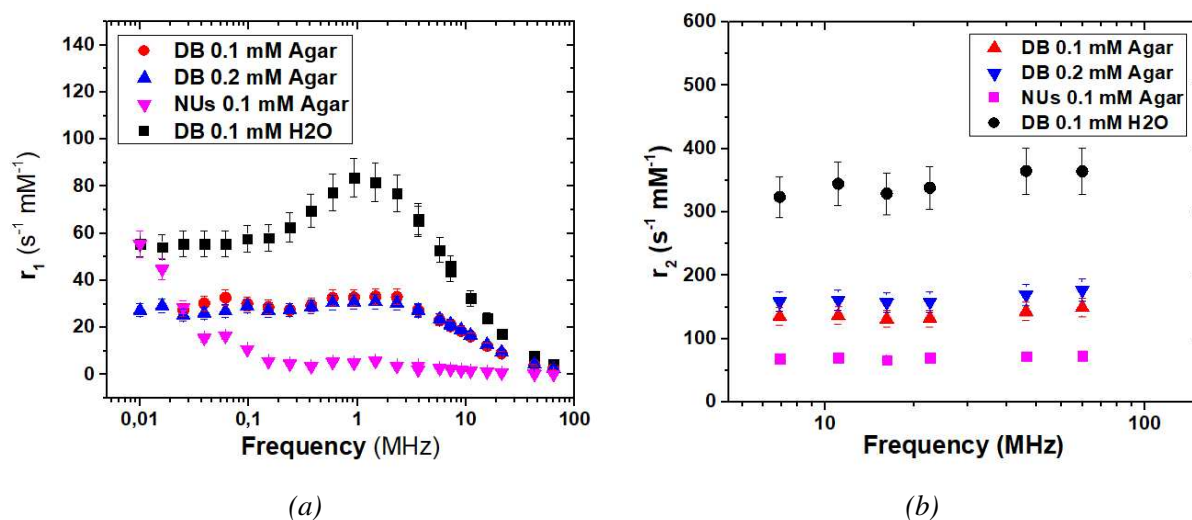 140
120
100
80
60
40
20
0
r1 (s-1 mM-1)
DB 0.1 mM Agar
DB 0.2 mM Agar
NUs 0.1 mM Agar
DB 0.1 mM H2O
0,01 0,1 1 10 100
Frequency (MHz)
(a)
600
500
400
300
200
100
0
r2 (s-1 mM-1)
DB 0.1 mM Agar
DB 0.2 mM Agar
NUs 0.1 mM Agar
DB 0.1 mM H2O
10 100
Frequency (MHz)
(b)